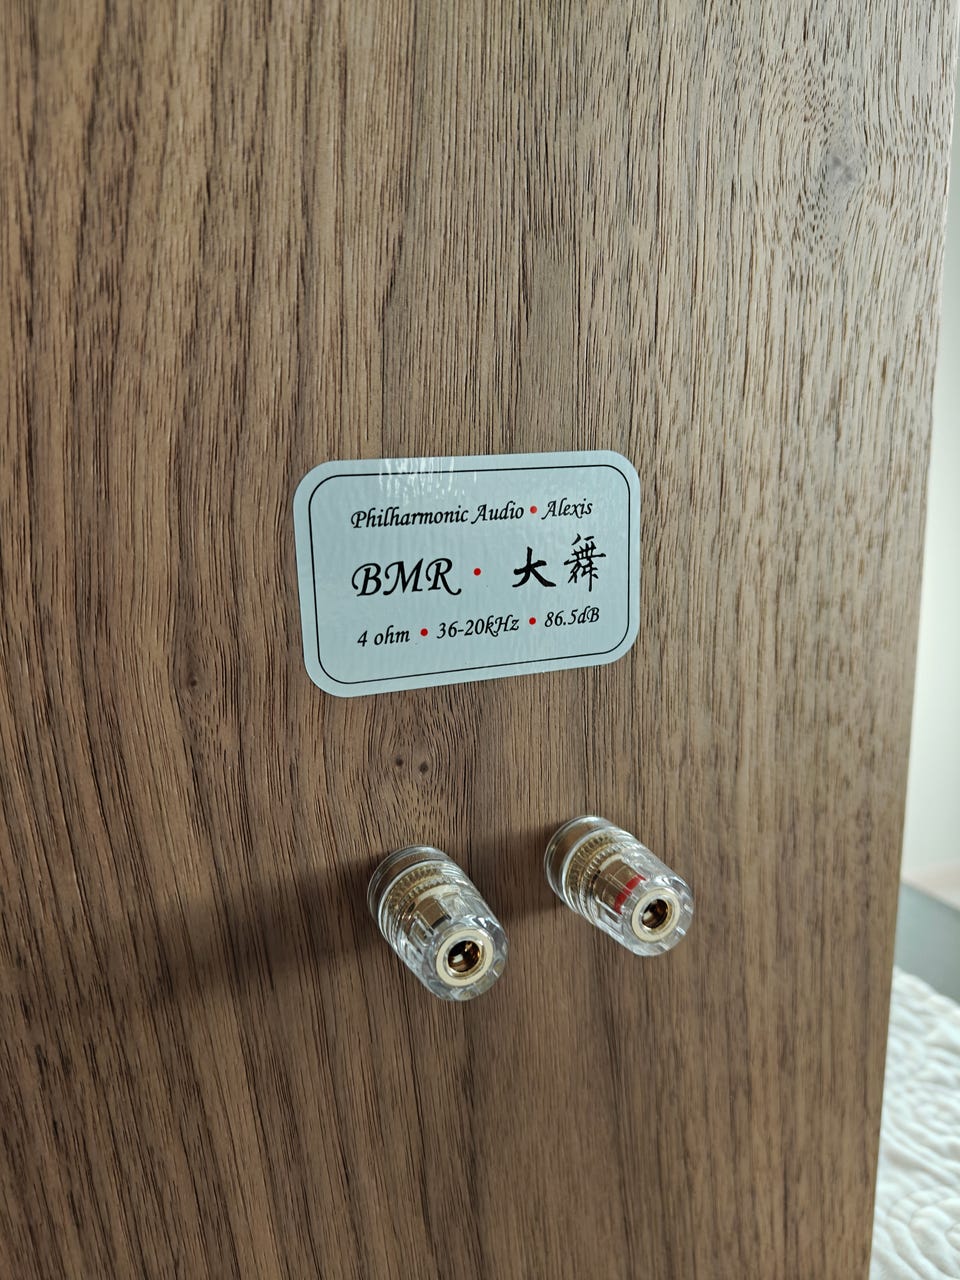 Philharmonic Audio • Alexis
BMR • 大舞
4 ohm • 36-20kHz • 86.5dB